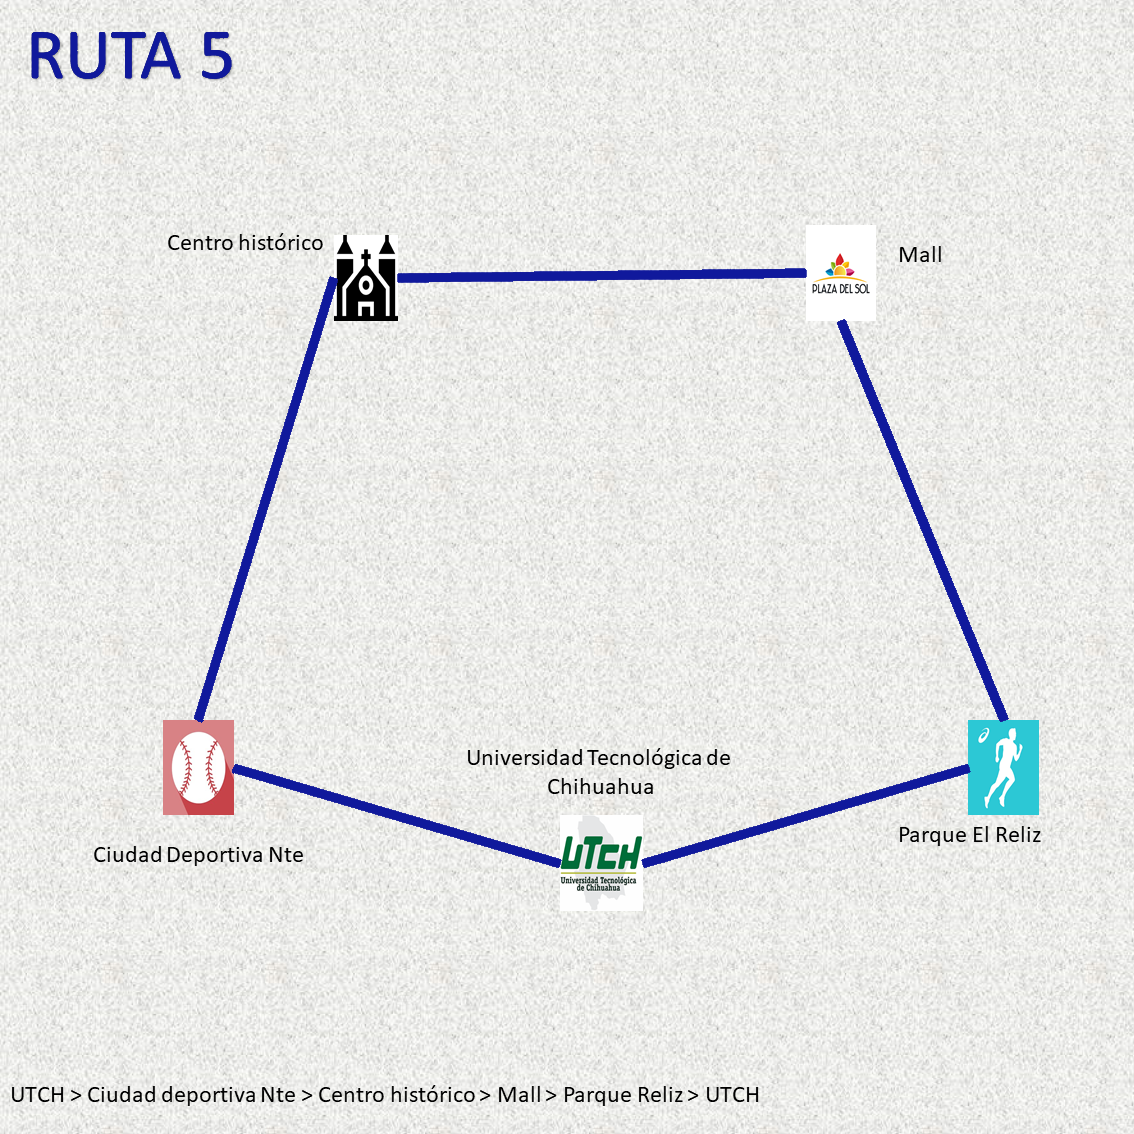 RUTA 5
Centro histórico
Mall
PLAZA DEL SOL
Universidad Tecnológica de
Chihuahua
Parque El Reliz
Ciudad Deportiva Nte
UTCH
Universidad Tecnológica
de Chihuahua
UTCH > Ciudad deportiva Nte > Centro histórico > Mall > Parque Reliz > UTCH